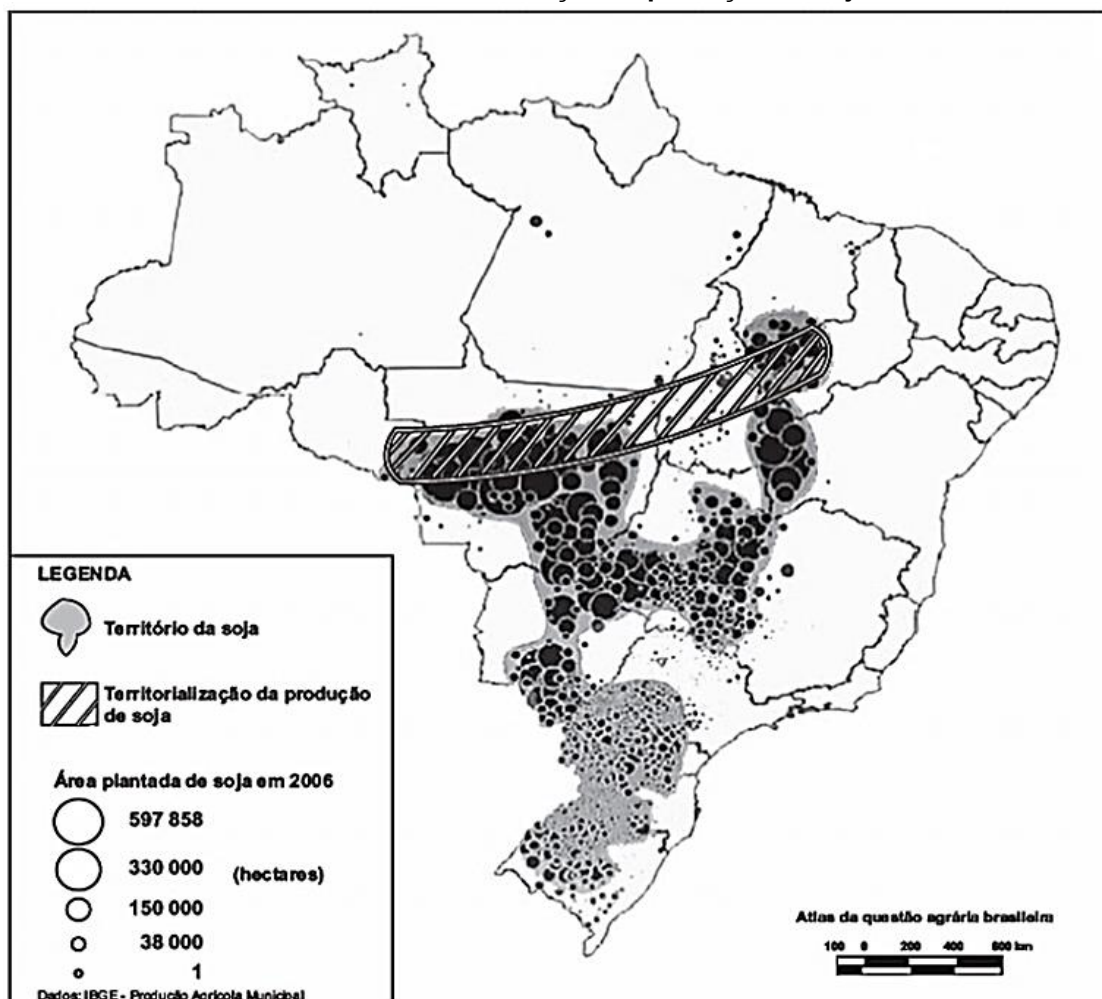 LEGENDA
Território da soja
Territorialização da produção
de soja
Área plantada de soja em 2006
597 858
330 000
(hectares)
150 000
38 000
1
Dados: IBGE - Produção Agrícola Municipal
Atlas da questão agrária brasileira
100 0 200 400 600 km